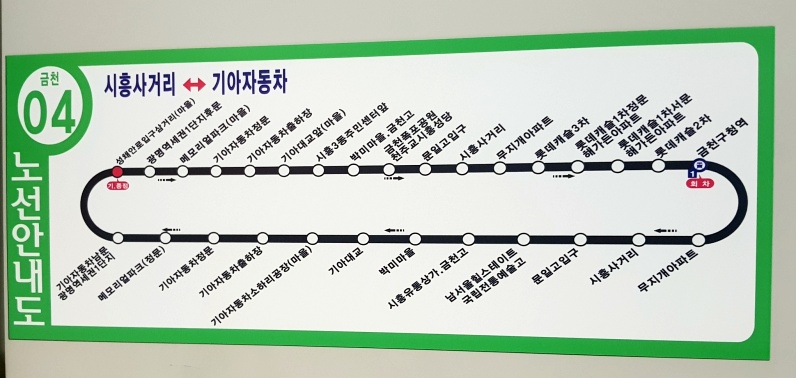 금천
04
노선안내도
시흥사거리 ↔ 기아자동차
성채안로입구삼거리(마을)
광명역세권1단지후문
메모리얼파크(마을)
기아자동차정문
기아자동차출하장
기아대교앞(마을)
시흥3동주민센터앞
박미마을,금천고
금천폭포공원
천주교시흥성당
문일고입구
시흥사거리
무지개아파트
롯데캐슬3차
롯데캐슬1차정문
해가든아파트
롯데캐슬1차서문
해가든아파트
롯데캐슬2차
금천구청역
1
회 차
기,종점
기아자동차남문
광명역세권1단지
메모리얼파크(정문)
기아자동차정문
기아자동차출하장
기아자동차소하리공장(마을)
기아대교
박미마을
시흥유통상가,금천고
남서울힐스테이트
국립전통예술고
문일고입구
시흥사거리
무지개아파트